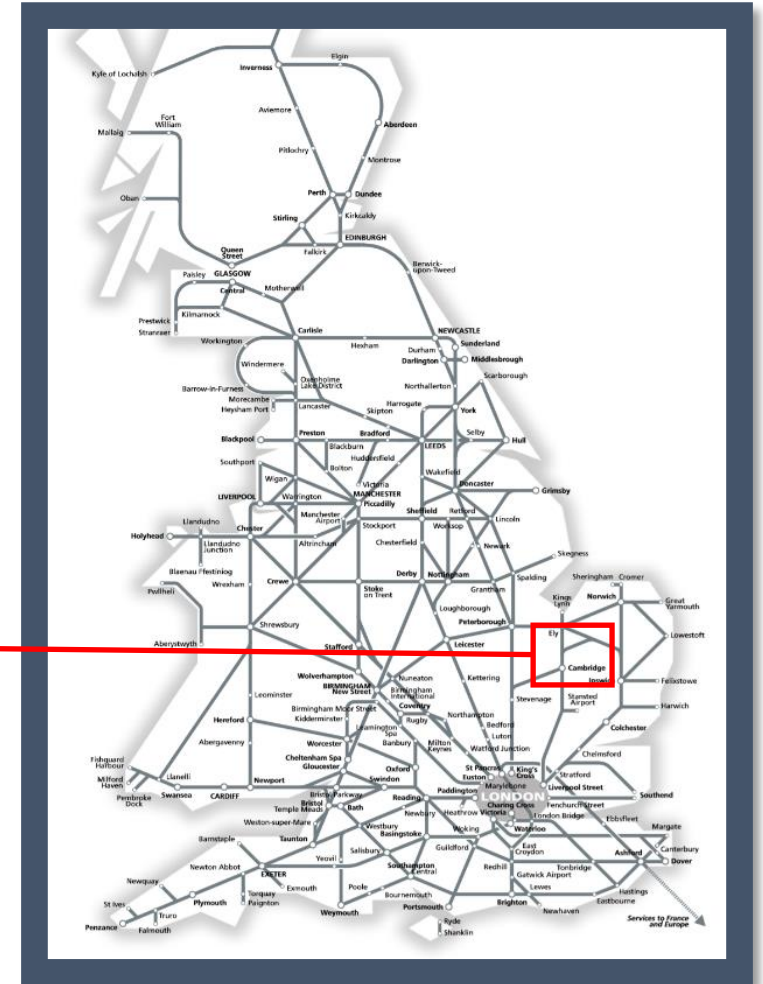 Elgin
Inverness
Kyle of Lochalsh
Aviemore
Fort
William
Mallaig
Aberdeen
Pitlochry
Montrose
Perth
Dundee
Oban
Stirling
Kirkcaldy
EDINBURGH
Queen
Street
Falkirk
Berwick-
upon-Tweed
Paisley
GLASGOW
Central
Motherwell
Prestwick
Kilmarnock
Stranraer
Carlisle
NEWCASTLE
Workington
Hexham
Sunderland
Durham
Darlington
Middlesbrough
Windermere
Scarborough
Oxenholme
Lake District
Barrow-in-Furness
Northallerton
Morecambe
Heysham Port
Lancaster
Harrogate
York
Skipton
Blackpool
Preston
Bradford
Selby
Hull
Blackburn
LEEDS
Huddersfield
Southport
Bolton
Wakefield
Wigan
Victoria
Doncaster
MANCHESTER
Piccadilly
Grimsby
LIVERPOOL
Warrington
Manchester
Airport
Sheffield
Retford
Lincoln
Llandudno
Stockport
Worksop
Holyhead
Chester
Llandudno
Junction
Altrincham
Chesterfield
Newark
Skegness
Blaenau Ffestiniog
Crewe
Derby
Nottingham
Spalding
Sheringham
Cromer
Pwllheli
Wrexham
Stoke
on Trent
Grantham
Kings
Lynn
Norwich
Great
Yarmouth
Loughborough
Peterborough
Shrewsbury
Ely
Lowestoft
Aberystwyth
Stafford
Leicester
Cambridge
Wolverhampton
Nuneaton
Kettering
Ipswich
Felixstowe
BIRMINGHAM
New Street
Birmingham
International
Leominster
Birmingham Moor Street
Coventry
Stevenage
Stansted
Airport
Harwich
Kidderminster
Rugby
Northampton
Hereford
Leamington
Spa
Bedford
Colchester
Abergavenny
Worcester
Banbury
Milton
Keynes
Luton
Watford Junction
Chelmsford
Cheltenham Spa
Gloucester
Oxford
St Pancras
Euston
King's
Cross
Stratford
Fishguard
Harbour
Llanelli
Newport
Swindon
Marylebone
Liverpool Street
Milford
Haven
Bristol Parkway
Paddington
LONDON
Southend
Pembroke
Dock
Swansea
CARDIFF
Bristol
Temple Meads
Bath
Reading
Charing Cross
Fenchurch Street
Newbury
Heathrow
Victoria
London Bridge
Ebbsfleet
Weston-super-Mare
Westbury
Basingstoke
Woking
Waterloo
Margate
Barnstaple
Taunton
Salisbury
Guildford
East
Croydon
Canterbury
Yeovil
Ashford
Dover
Newton Abbot
Southampton
Central
Redhill
Tonbridge
EXETER
Gatwick Airport
Newquay
Exmouth
Poole
Lewes
Hastings
Plymouth
Torquay
Paignton
Bournemouth
Eastbourne
St Ives
Portsmouth
Brighton
Newhaven
Truro
Weymouth
Services to France
and Europe
Penzance
Falmouth
Ryde
Shanklin